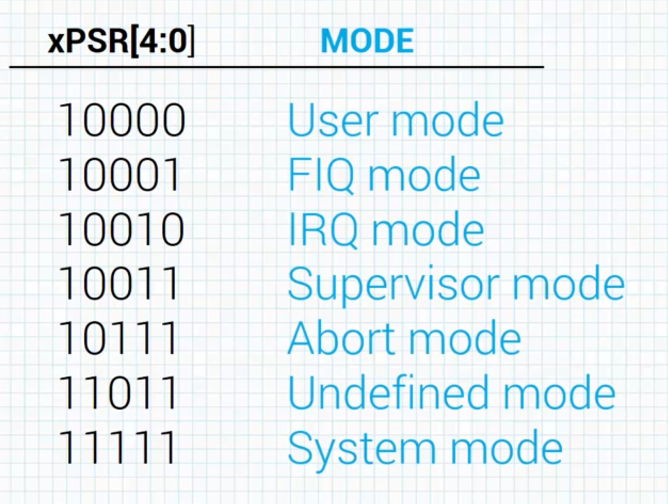 xPSR[4:0] MODE
10000 User mode
10001 FIQ mode
10010 IRQ mode
10011 Supervisor mode
10111 Abort mode
11011 Undefined mode
11111 System mode